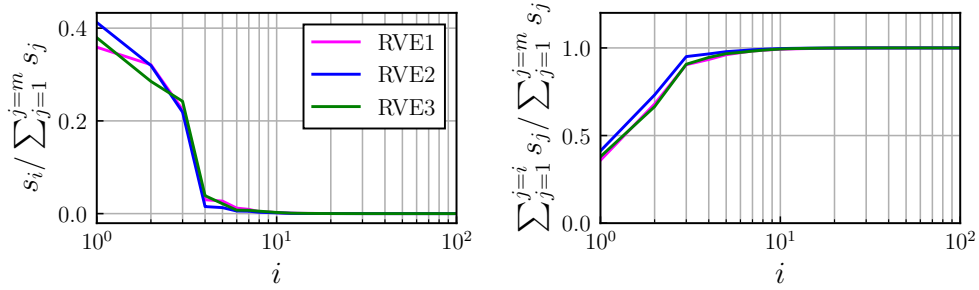 s_i / ∑_{j=1}^{j=m} s_j
0.4
0.2
0.0
10^0
10^1
10^2
i
RVE1
RVE2
RVE3
∑_{j=1}^{j=i} s_j / ∑_{j=1}^{j=m} s_j
1.0
0.5
0.0
10^0
10^1
10^2
i